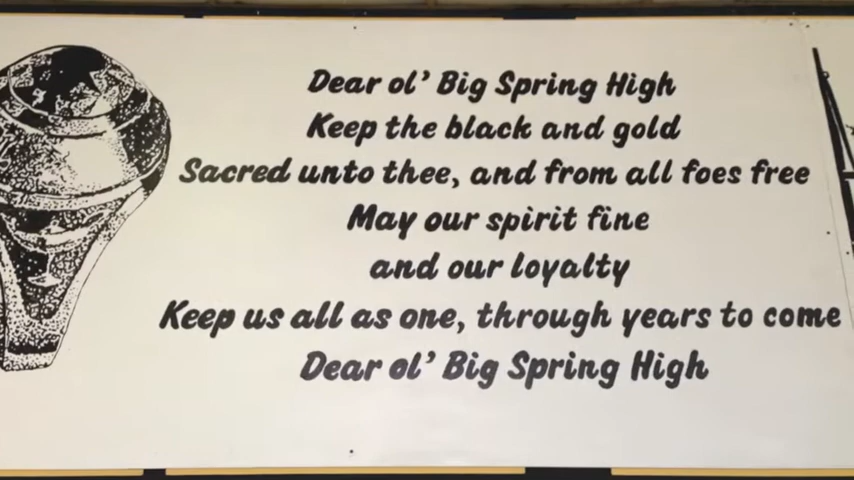 Dear ol' Big Spring High
Keep the black and gold
Sacred unto thee, and from all foes free
May our spirit fine
and our loyalty
Keep us all as one, through years to come
Dear ol' Big Spring High